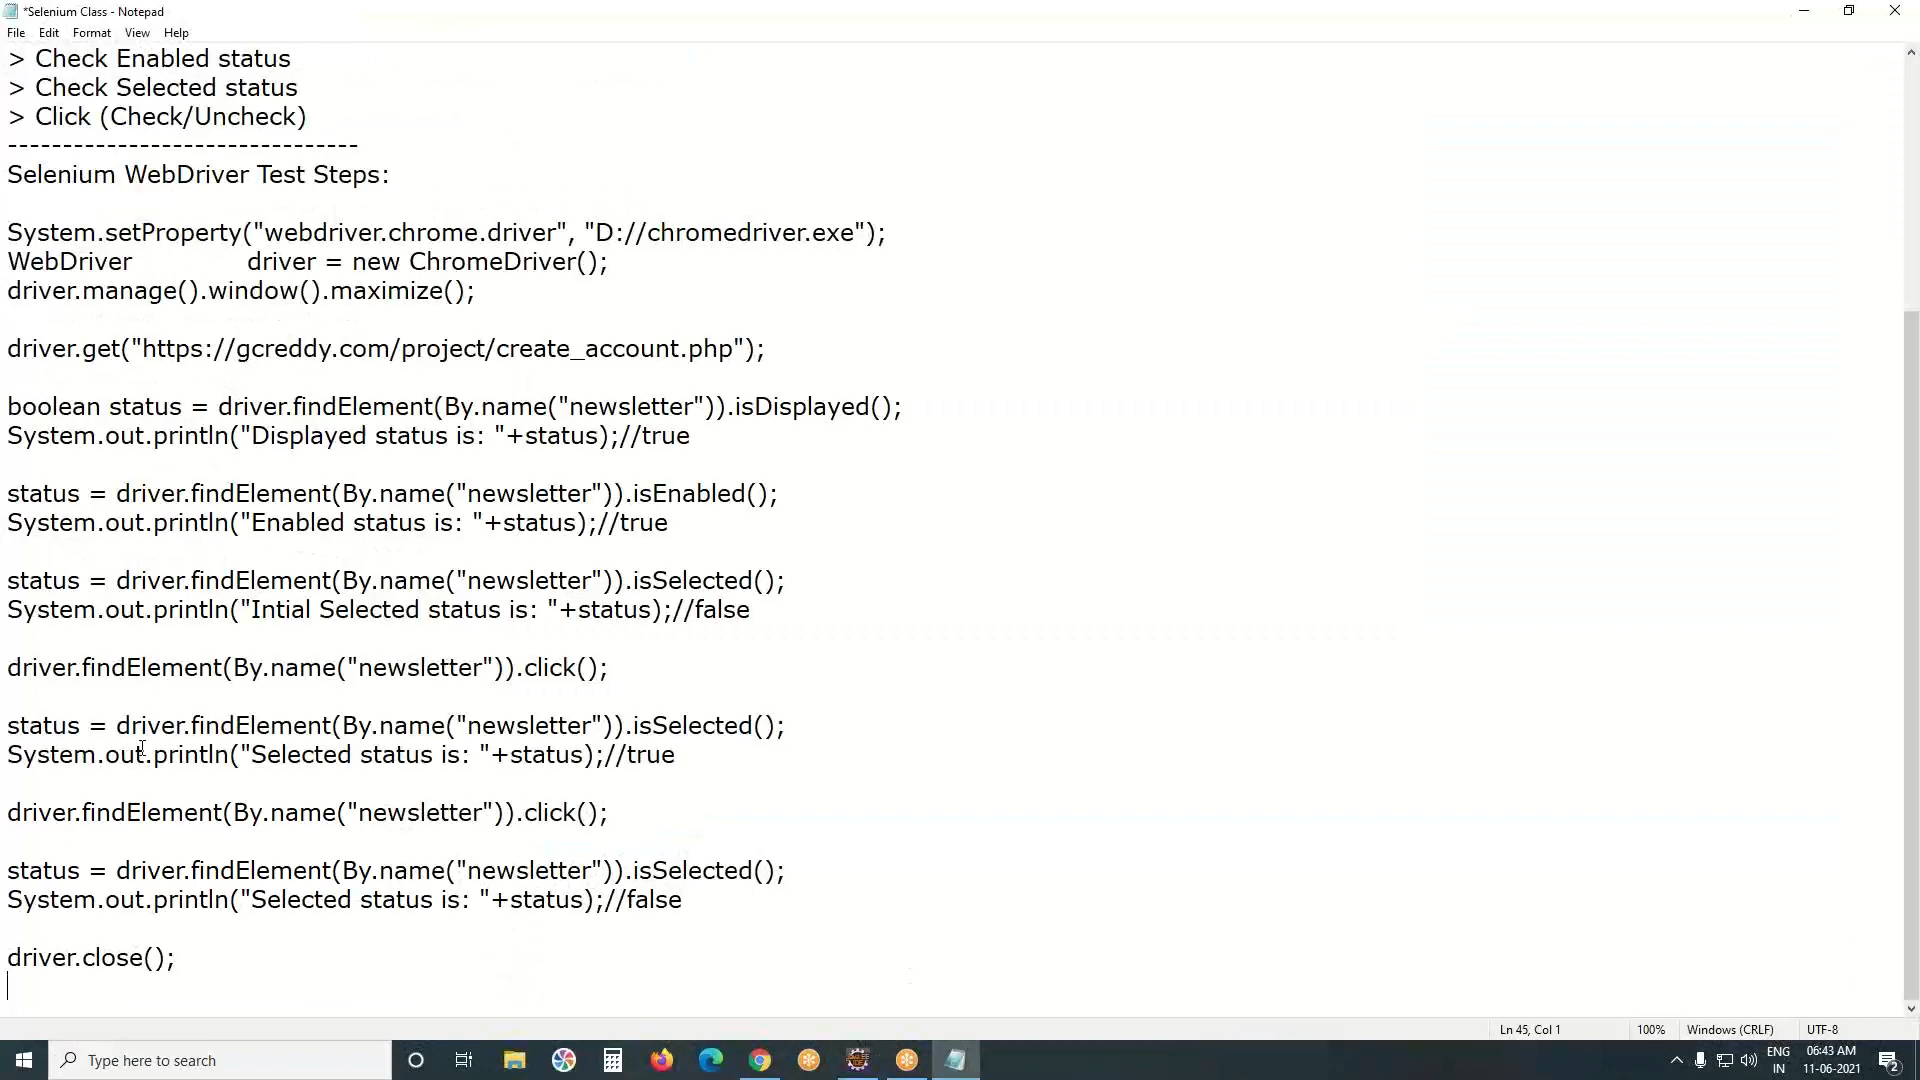 *Selenium Class - Notepad
File Edit Format View Help
> Check Enabled status
> Check Selected status
> Click (Check/Uncheck)
--------------------------------
Selenium WebDriver Test Steps:
System.setProperty("webdriver.chrome.driver", "D://chromedriver.exe");
WebDriver driver = new ChromeDriver();
driver.manage().window().maximize();
driver.get("https://gcreddy.com/project/create_account.php");
boolean status = driver.findElement(By.name("newsletter")).isDisplayed();
System.out.println("Displayed status is: "+status);//true
status = driver.findElement(By.name("newsletter")).isEnabled();
System.out.println("Enabled status is: "+status);//true
status = driver.findElement(By.name("newsletter")).isSelected();
System.out.println("Intial Selected status is: "+status);//false
driver.findElement(By.name("newsletter")).click();
status = driver.findElement(By.name("newsletter")).isSelected();
System.out.println("Selected status is: "+status);//true
driver.findElement(By.name("newsletter")).click();
status = driver.findElement(By.name("newsletter")).isSelected();
System.out.println("Selected status is: "+status);//false
driver.close();
Ln 45, Col 1 100% Windows (CRLF) UTF-8
Type here to search
ENG 06:43 AM
IN 11-06-2021 2